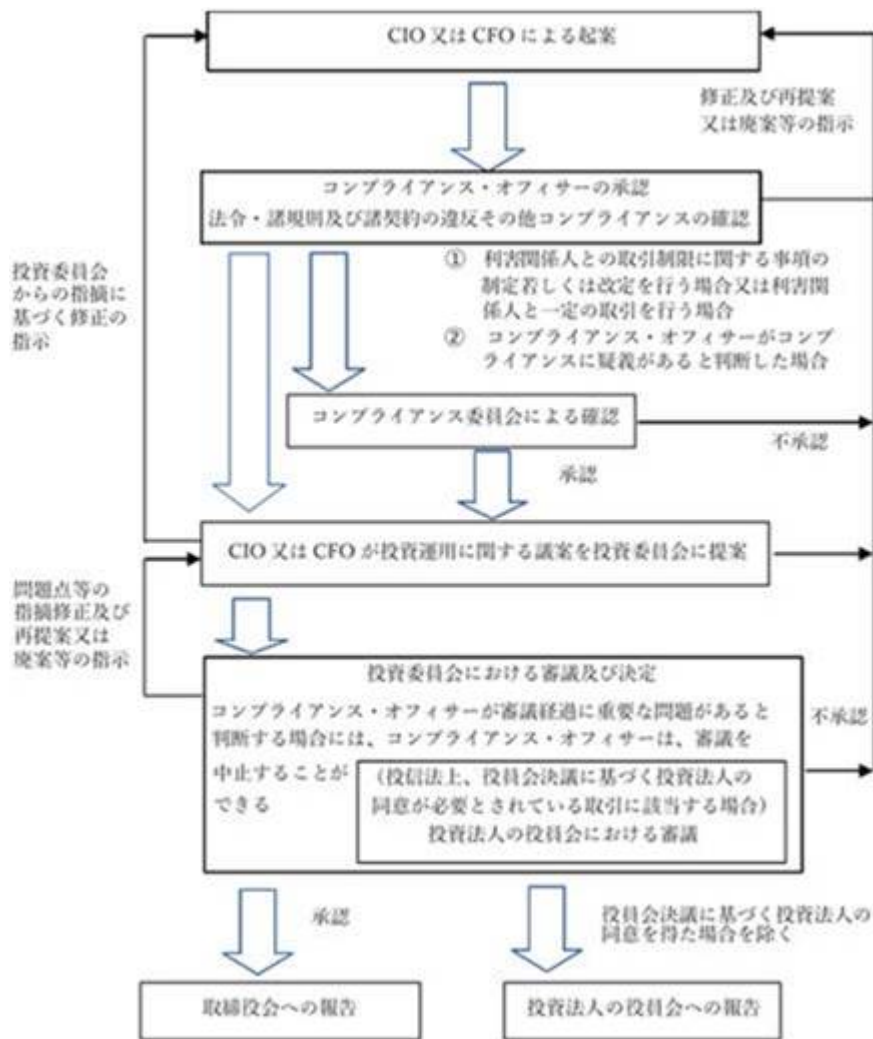 CIO 又は CFO による起案
修正及び再提案
又は廃案等の指示
コンプライアンス・オフィサーの承認
法令・諸規則及び諸契約の違反その他コンプライアンスの確認
投資委員会
からの指摘に
基づく修正の
指示
① 利害関係人との取引制限に関する事項の
制定若しくは改定を行う場合又は利害関
係人と一定の取引を行う場合
② コンプライアンス・オフィサーがコンプ
ライアンスに疑義があると判断した場合
コンプライアンス委員会による確認
不承認
承認
CIO 又は CFO が投資運用に関する議案を投資委員会に提案
問題点等の
指摘修正及び
再提案又は
廃案等の指示
投資委員会における審議及び決定
コンプライアンス・オフィサーが審議経過に重要な問題があると
判断する場合には、コンプライアンス・オフィサーは、審議を
中止することが
できる
不承認
(投信法上、役員会決議に基づく投資法人の
同意が必要とされている取引に該当する場合)
投資法人の役員会における審議
承認
役員会決議に基づく投資法人の
同意を得た場合を除く
取締役会への報告
投資法人の役員会への報告